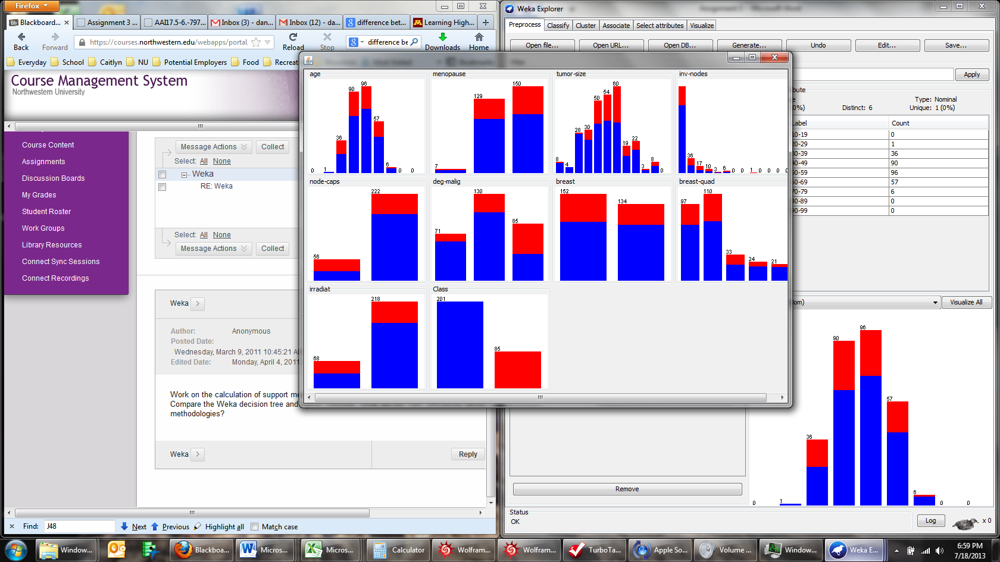 Firefox
Blackboard...
Assignment 3 ...
AAI17.5-6.-797...
Inbox (3) - dan...
Inbox (12) - da...
difference bet...
Learning High...
Back
Forward
https://courses.northwestern.edu/webapps/portal,
Reload
Stop
difference be
Downloads
Home
Everyday
School
Caitlyn
NU
Potential Employers
Food
Recreat
Course Management System
Northwestern University
Course Content
Assignments
Discussion Boards
My Grades
Student Roster
Work Groups
Library Resources
Connect Sync Sessions
Connect Recordings
Message Actions
Collect
Select: All None
Weka
RE: Weka
Select: All None
Message Actions
Collect
Weka
Author: Anonymous
Posted Date:
Wednesday, March 9, 2011 10:45:21 AM
Edited Date: Monday, April 4, 2011
Work on the calculation of support me
Compare the Weka decision tree and
methodologies?
Weka
Reply
Find: J48
Next
Previous
Highlight all
Match case
Weka Explorer
Preprocess
Classify
Cluster
Associate
Select attributes
Visualize
Open file...
Open URL...
Open DB...
Generate...
Undo
Edit...
Save...
Apply
bute
Type: Nominal
(0%)
Distinct: 6
Unique: 1 (0%)
Label Count
10-19 0
20-29 1
30-39 36
40-49 90
50-59 96
60-69 57
70-79 6
80-89 0
90-99 0
om)
Visualize All
0 1 36 90 96 57 6 0 0
Remove
Status
OK
Log
x 0
age
0 1 36 90 96 57 6 0 0
menopause
7 129 150
tumor-size
8 4 28 30 50 54 60 19 22 3 8 0
inv-nodes
36 17 10 3 6 0 0 1 0 0 0 0
node-caps
56 222
deg-malig
71 130 85
breast
152 134
breast-quad
97 110 33 24 21
irradiat
68 218
Class
201 85
Window...
Blackboa...
Micros...
Micros...
Calculator
Wolfram...
Wolfram...
TurboTa...
Apple So...
Volume ...
Window...
Weka E...
6:59 PM
7/18/2013